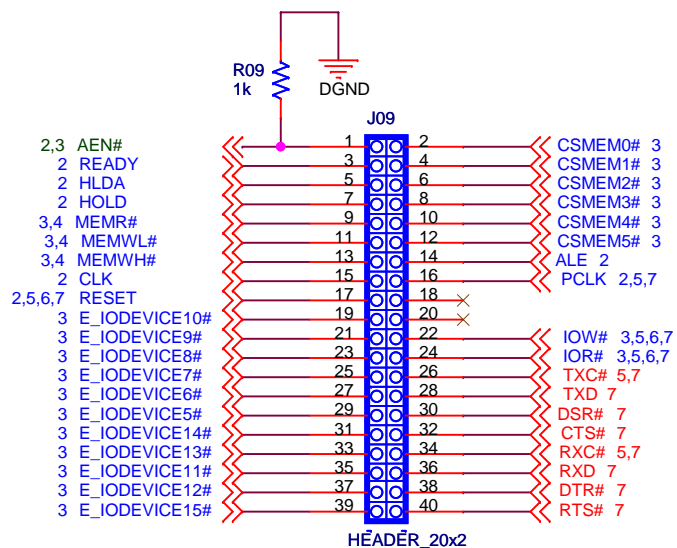 R09
1k
DGND
J09
2,3 AEN# 1 2 CSMEM0# 3
2 READY 3 4 CSMEM1# 3
2 HLDA 5 6 CSMEM2# 3
2 HOLD 7 8 CSMEM3# 3
3,4 MEMR# 9 10 CSMEM4# 3
3,4 MEMWL# 11 12 CSMEM5# 3
3,4 MEMWH# 13 14 ALE 2
2 CLK 15 16 PCLK 2,5,7
2,5,6,7 RESET 17 18
3 E_IODEVICE10# 19 20
3 E_IODEVICE9# 21 22 IOW# 3,5,6,7
3 E_IODEVICE8# 23 24 IOR# 3,5,6,7
3 E_IODEVICE7# 25 26 TXC# 5,7
3 E_IODEVICE6# 27 28 TXD 7
3 E_IODEVICE5# 29 30 DSR# 7
3 E_IODEVICE14# 31 32 CTS# 7
3 E_IODEVICE13# 33 34 RXC# 5,7
3 E_IODEVICE11# 35 36 RXD 7
3 E_IODEVICE12# 37 38 DTR# 7
3 E_IODEVICE15# 39 40 RTS# 7
HEADER_20x2